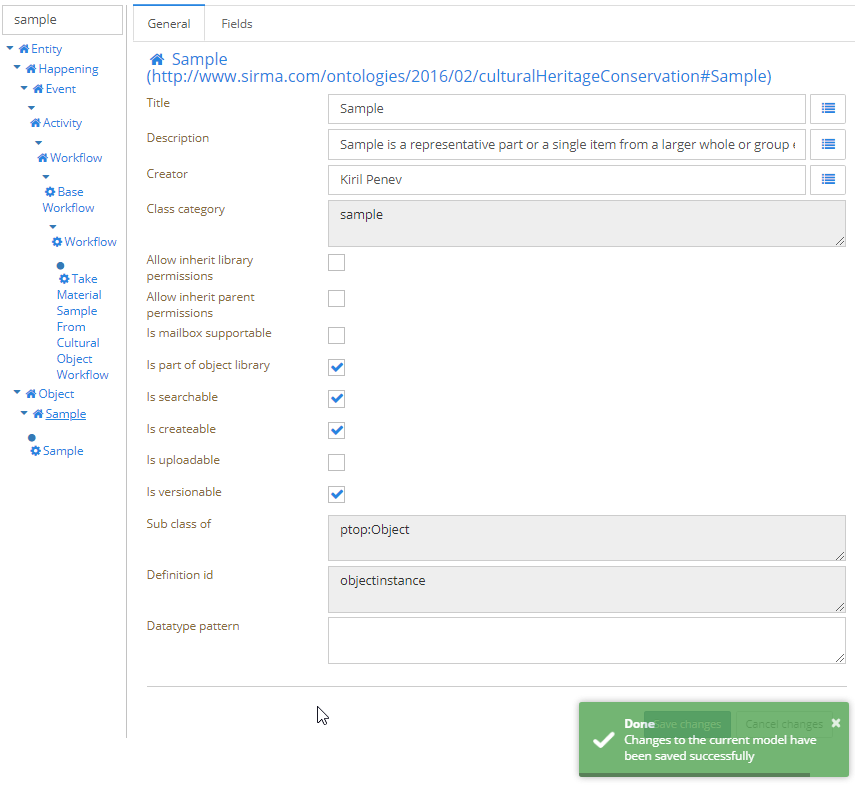 sample
Entity
Happening
Event
Activity
Workflow
Base
Workflow
Workflow
Take
Material
Sample
From
Cultural
Object
Workflow
Object
Sample
Sample
General Fields
Sample
(http://www.sirma.com/ontologies/2016/02/culturalHeritageConservation#Sample)
Title Sample
Description Sample is a representative part or a single item from a larger whole or group
Creator Kiril Penev
Class category sample
Allow inherit library
permissions
Allow inherit parent
permissions
Is mailbox supportable
Is part of object library
Is searchable
Is createable
Is uploadable
Is versionable
Sub class of ptop:Object
Definition id objectinstance
Datatype pattern
Save changes Cancel changes
Done
Changes to the current model have
been saved successfully